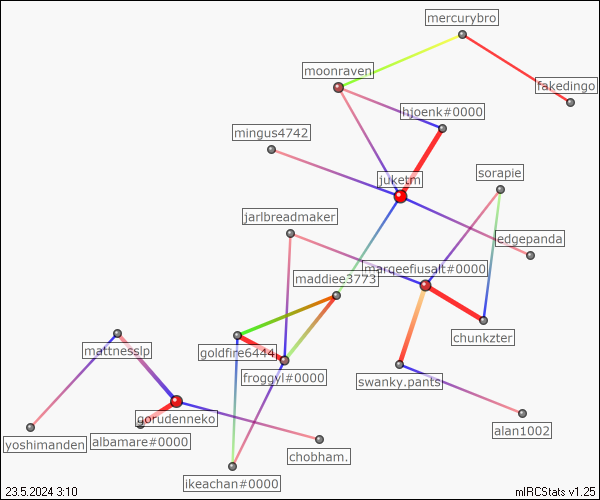 mercurybro
moonraven
fakedingo
hjoenk#0000
mingus4742
sorapie
juketm
jarlbreadmaker
edgepanda
marqeefiusalt#0000
maddiee3773
chunkzter
mattnesslp
goldfire6444
froggyl#0000
swanky.pants
gorudenneko
alan1002
yoshimanden
albamare#0000
chobham.
ikeachan#0000
23.5.2024 3:10
mIRCStats v1.25